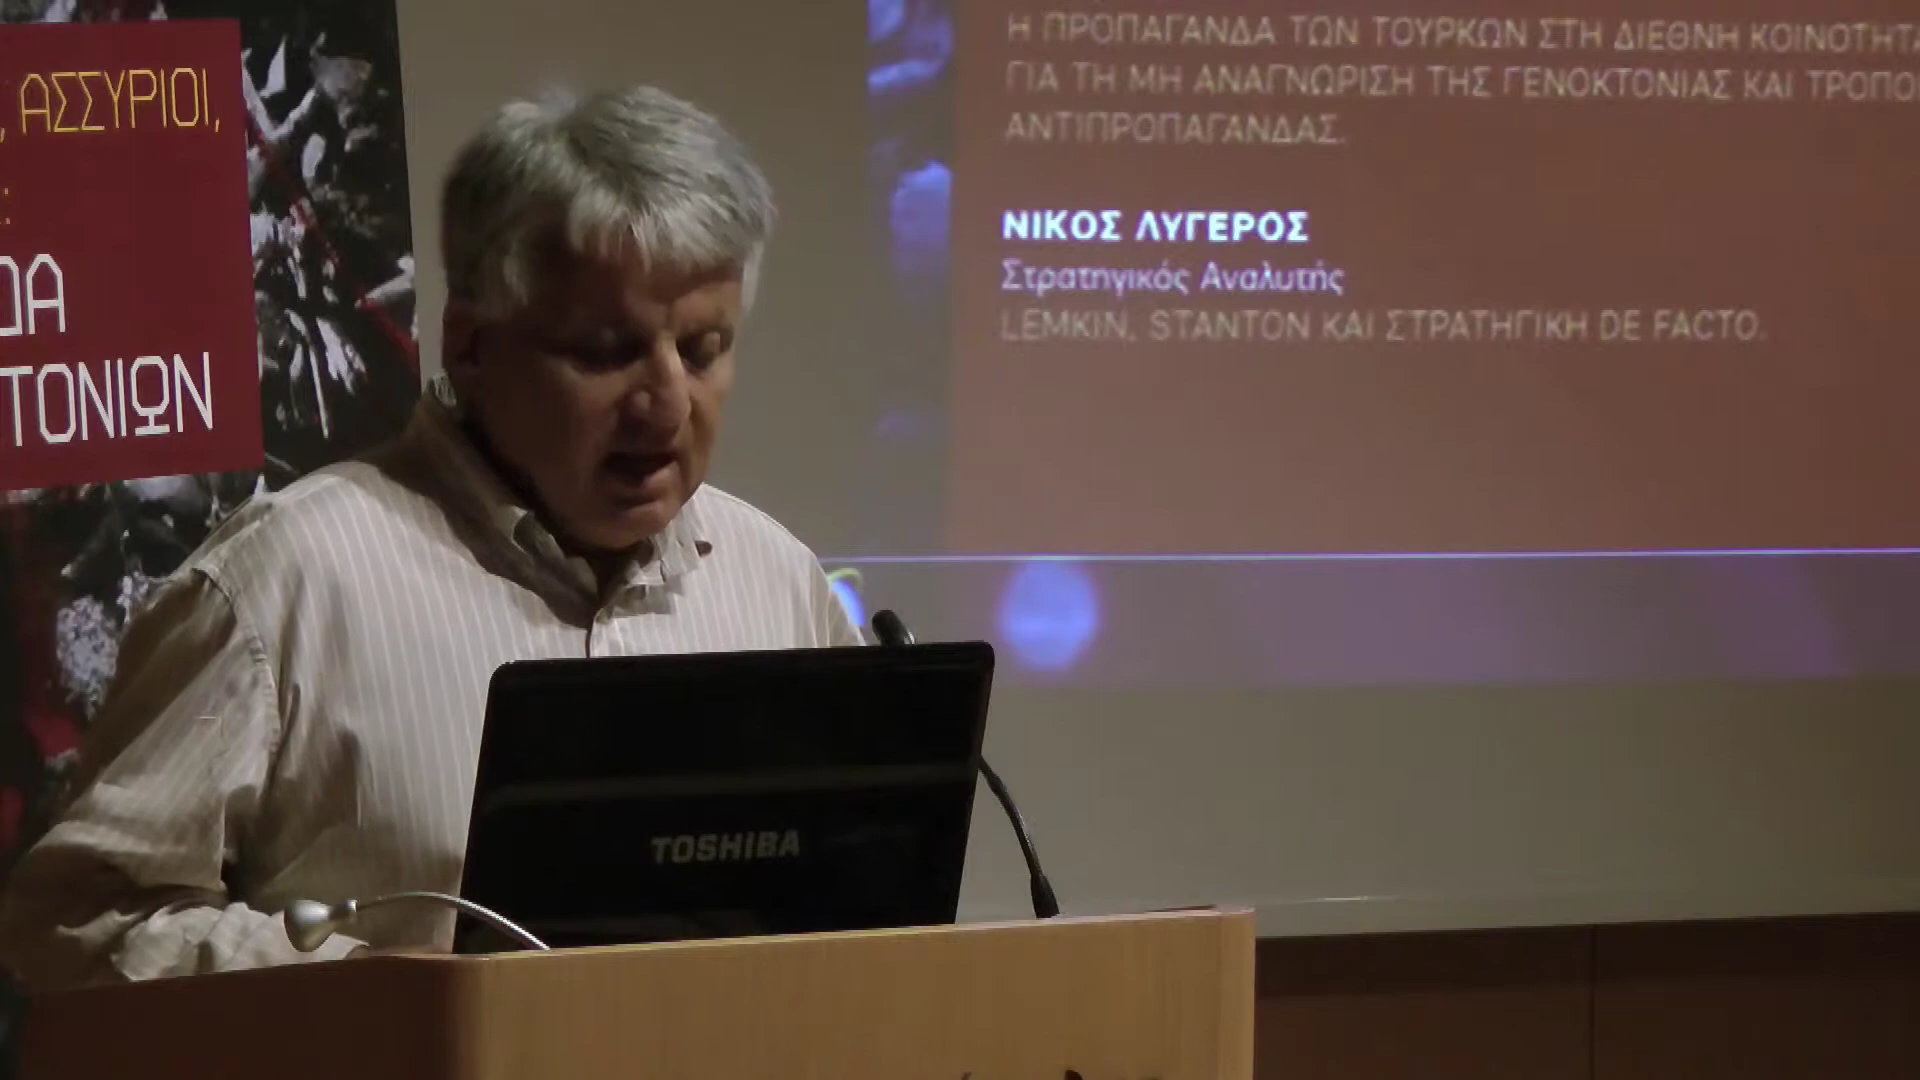 , ΑΣΣΥΡΙΟΙ,
:
ΔΑ
ΤΟΝΙΩΝ
Η ΠΡΟΠΑΓΑΝΔΑ ΤΩΝ ΤΟΥΡΚΩΝ ΣΤΗ ΔΙΕΘΝΗ ΚΟΙΝΟΤΗΤΑ
ΓΙΑ ΤΗ ΜΗ ΑΝΑΓΝΩΡΙΣΗ ΤΗΣ ΓΕΝΟΚΤΟΝΙΑΣ ΚΑΙ ΤΡΟΠΟ
ΑΝΤΙΠΡΟΠΑΓΑΝΔΑΣ.
ΝΙΚΟΣ ΛΥΓΕΡΟΣ
Στρατηγικός Αναλυτής
LEMKIN, STANTON ΚΑΙ ΣΤΡΑΤΗΓΙΚΗ DE FACTO.
TOSHIBA